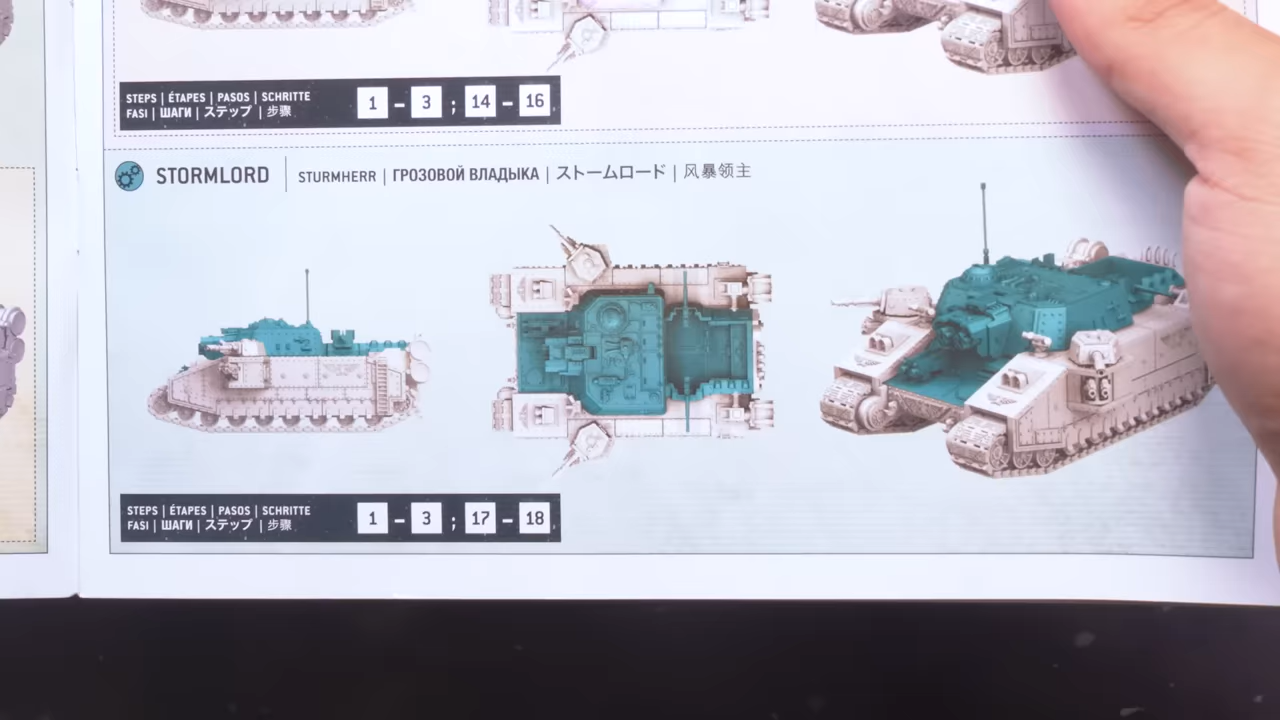 STEPS | ÉTAPES | PASOS | SCHRITTE
FASI | ШАГИ | ステップ | 步骤
1 – 3 ; 14 – 16
STORMLORD | STURMHERR | ГРОЗОВОЙ ВЛАДЫКА | ストームロード | 风暴领主
STEPS | ÉTAPES | PASOS | SCHRITTE
FASI | ШАГИ | ステップ | 步骤
1 – 3 ; 17 – 18